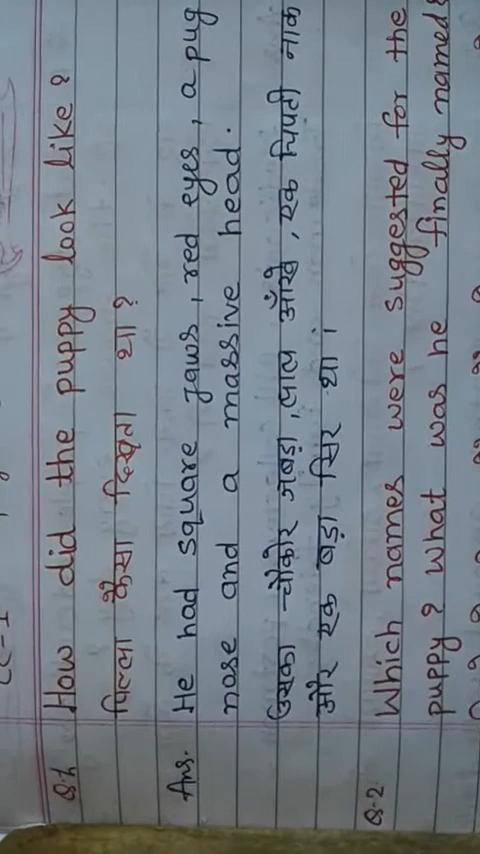 Q.1 How did the puppy look like ?
पिल्ला कैसा दिखता था ?
Ans. He had square jaws, red eyes, a pug
nose and a massive head.
उसका चौकोर जबड़ा, लाल आँखे, एक चिपटी नाक
और एक बड़ा सिर था।
Q.2 Which names were suggested for the
puppy ? What was he finally named?